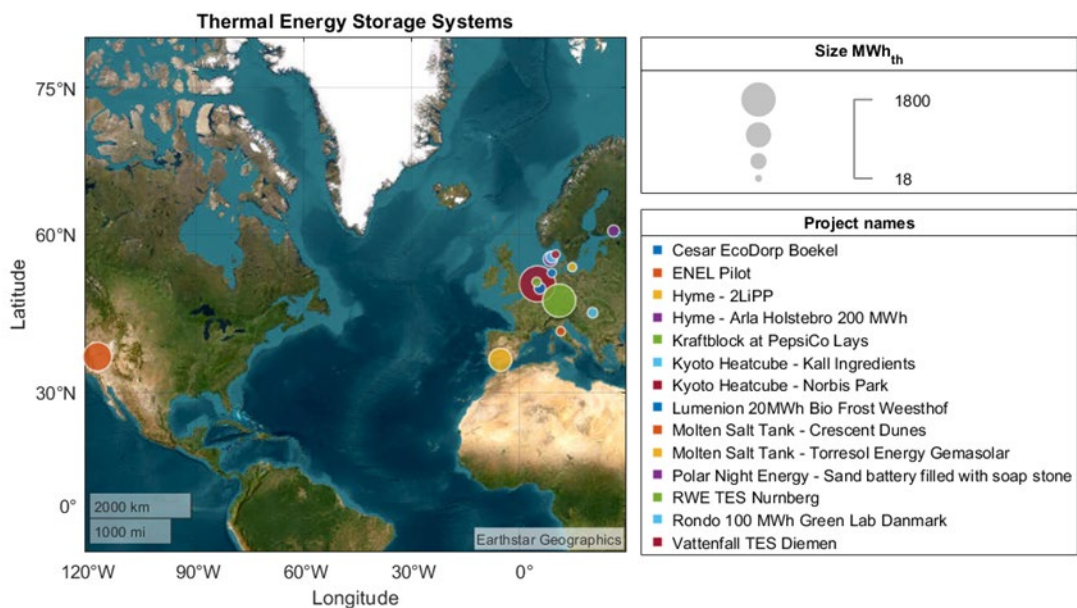 Thermal Energy Storage Systems
75°N
60°N
30°N
0°
Latitude
2000 km
1000 mi
Earthstar Geographics
120°W
90°W
60°W
30°W
0°
Longitude
Size MWhth
1800
18
Project names
Cesar EcoDorp Boekel
ENEL Pilot
Hyme - 2LiPP
Hyme - Arla Holstebro 200 MWh
Kraftblock at PepsiCo Lays
Kyoto Heatcube - Kall Ingredients
Kyoto Heatcube - Norbis Park
Lumenion 20MWh Bio Frost Weesthof
Molten Salt Tank - Crescent Dunes
Molten Salt Tank - Torresol Energy Gemasolar
Polar Night Energy - Sand battery filled with soap stone
RWE TES Nurnberg
Rondo 100 MWh Green Lab Danmark
Vattenfall TES Diemen